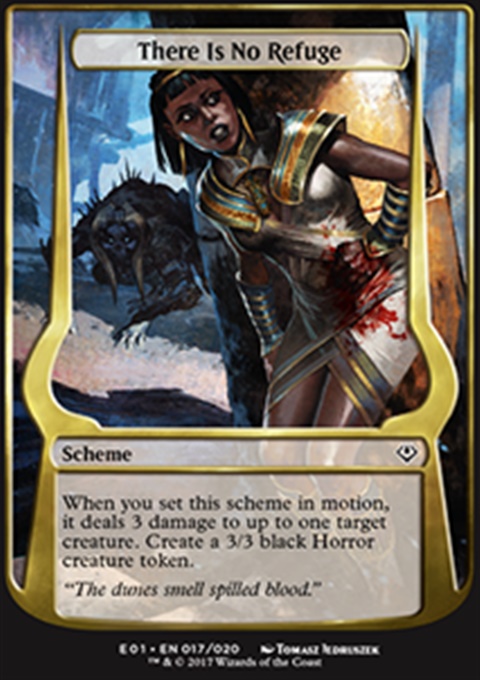 There Is No Refuge
Scheme
When you set this scheme in motion,
it deals 3 damage to up to one target
creature. Create a 3/3 black Horror
creature token.
“The dunes smell spilled blood.”
E01 • EN 017/020 Tomasz Jedruszek
™ & © 2017 Wizards of the Coast